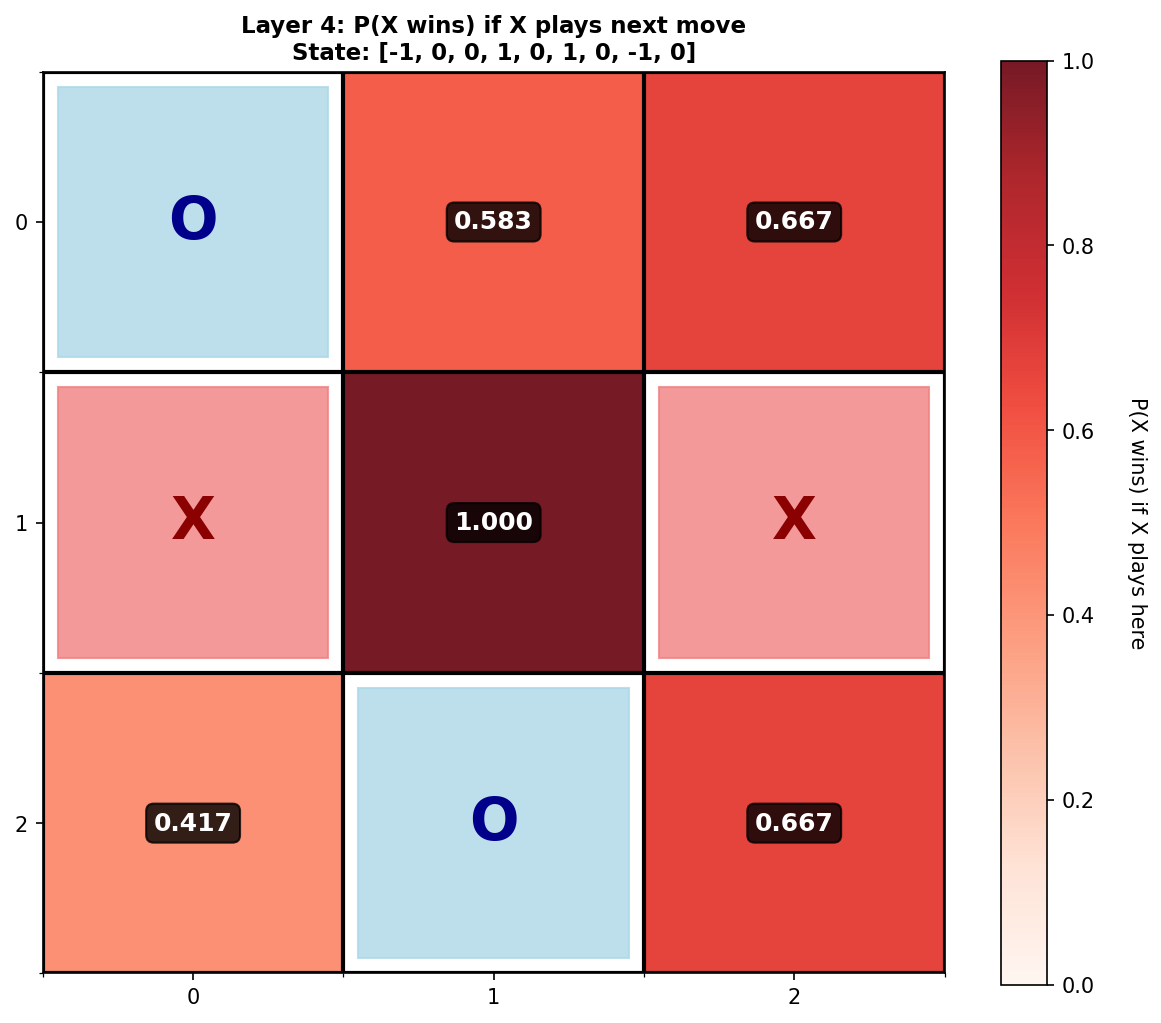 Layer 4: P(X wins) if X plays next move
State: [-1, 0, 0, 1, 0, 1, 0, -1, 0]
0
O
0.583
0.667
1
X
1.000
X
2
0.417
O
0.667
0
1
2
1.0
0.8
0.6
0.4
0.2
0.0
P(X wins) if X plays here